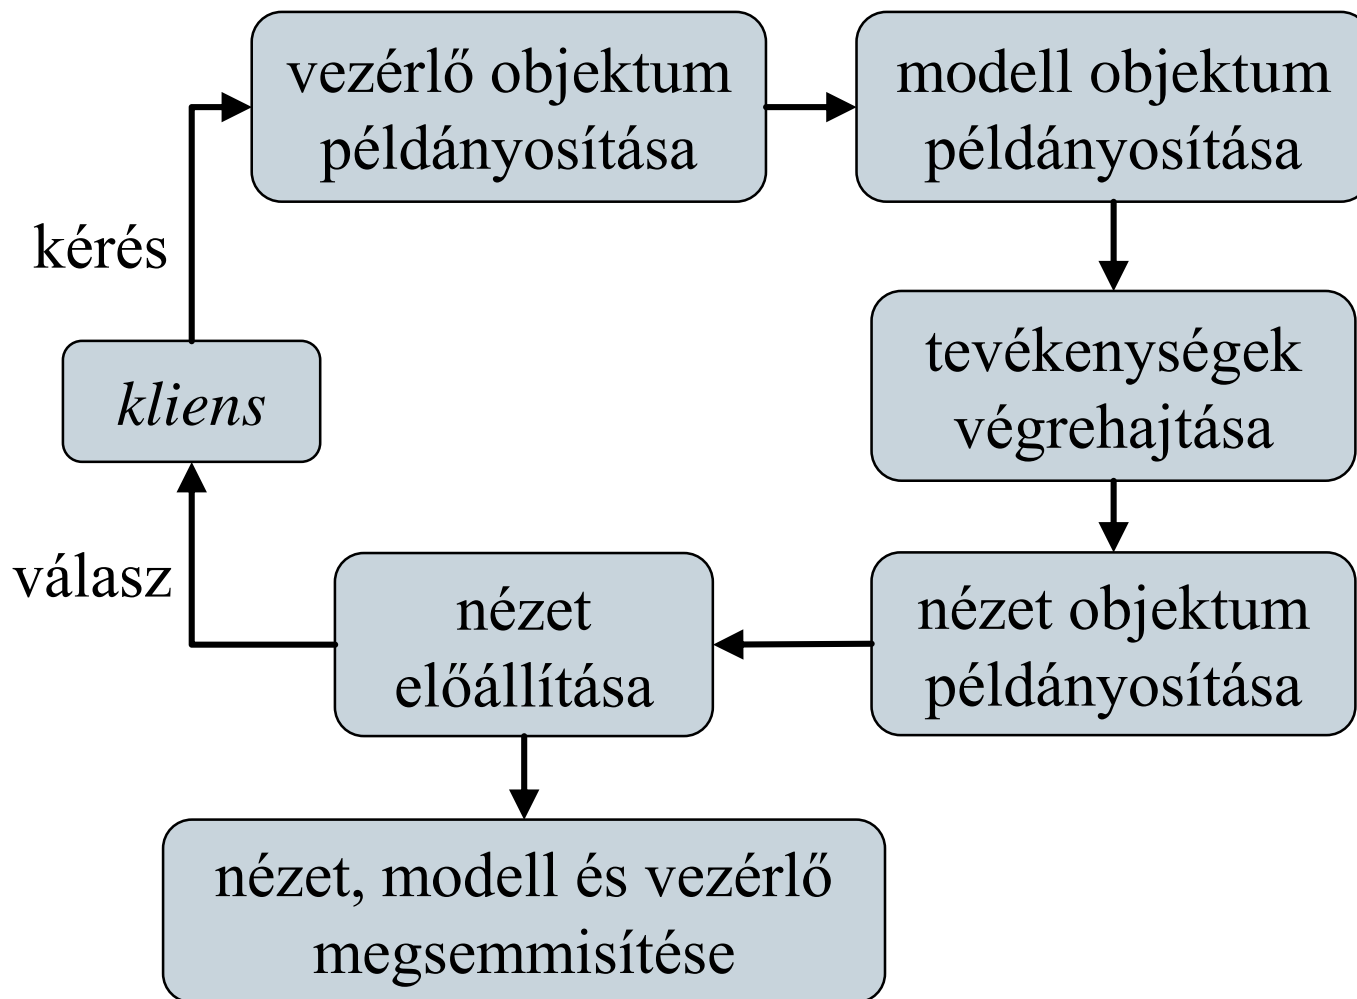 vezérlő objektum
példányosítása
modell objektum
példányosítása
kérés
tevékenységek
végrehajtása
kliens
válasz
nézet
előállítása
nézet objektum
példányosítása
nézet, modell és vezérlő
megsemmisítése